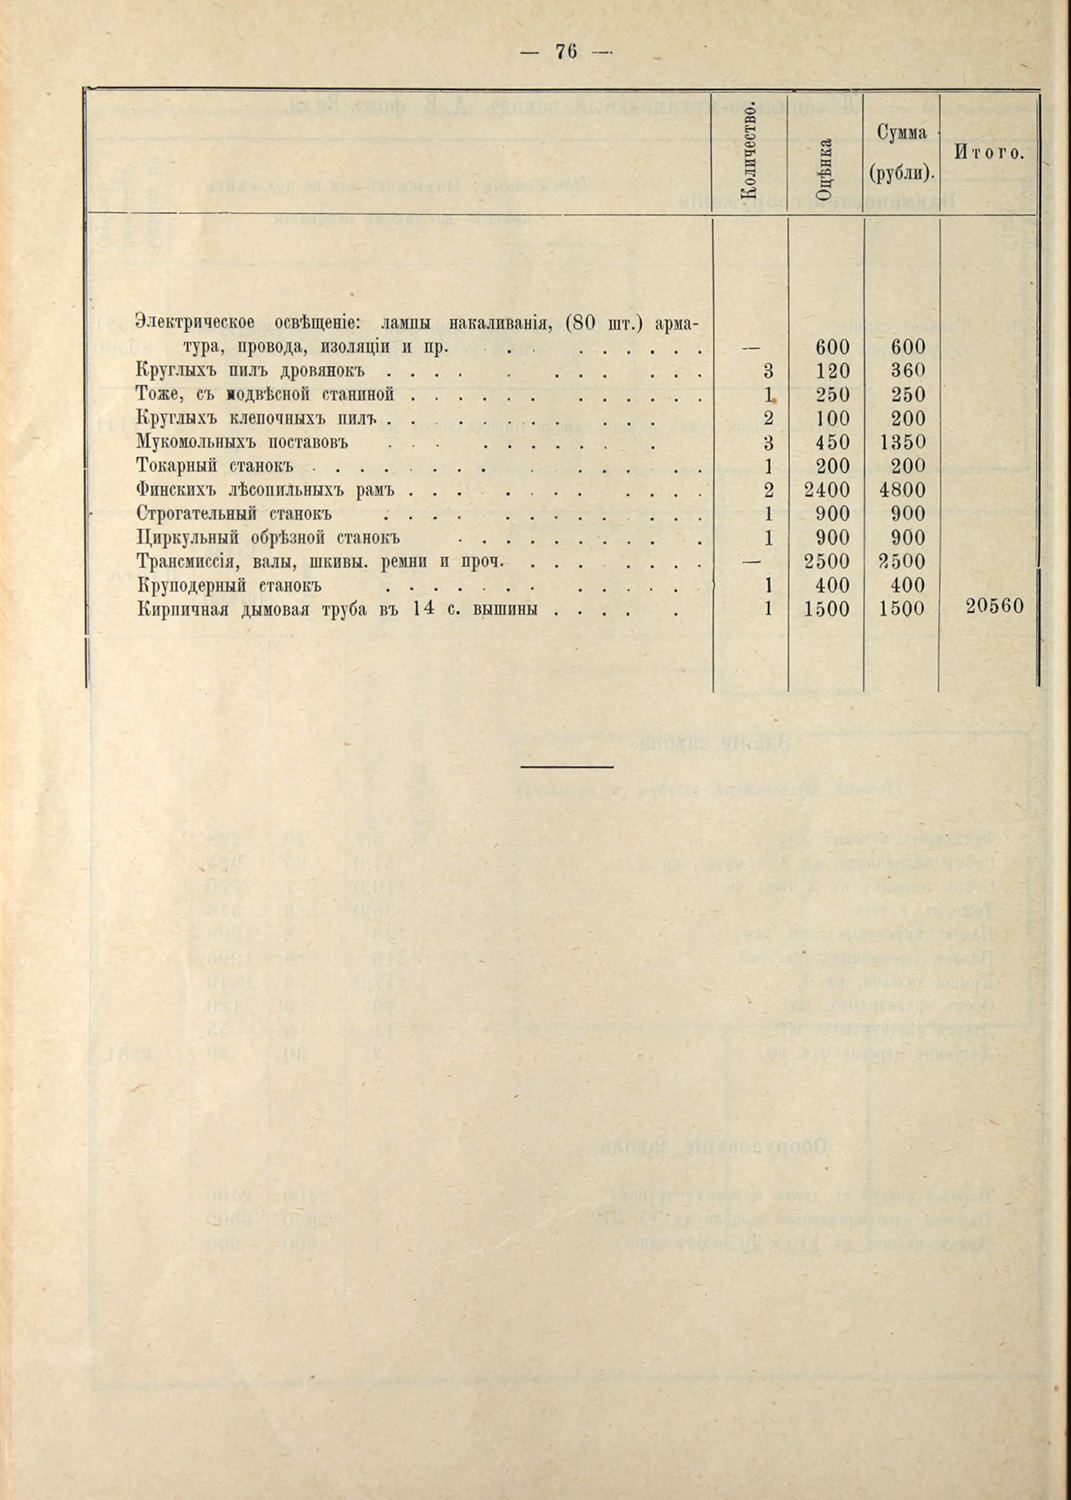 — 76 —
Количество.
Оцѣнка
Сумма
(рубли).
Итого.
Электрическое освѣщеніе: лампы накаливанія, (80 шт.) арма-
тура, провода, изоляціи и пр. . . . . . . . . — 600 600
Круглыхъ пилъ дровянокъ . . . . . . . . . . . 3 120 360
Тоже, съ подвѣсной станиной . . . . . . . . . . . . 1 250 250
Круглыхъ клепочныхъ пилъ . . . . . . . . . . . . 2 100 200
Мукомольныхъ поставовъ . . . . . . . . . . 3 450 1350
Токарный станокъ . . . . . . . . . . . . . 1 200 200
Финскихъ лѣсопильныхъ рамъ . . . . . . . . . . . 2 2400 4800
Строгательный станокъ . . . . . . . . . . . . . 1 900 900
Циркульный обрѣзной станокъ . . . . . . . . . . 1 900 900
Трансмиссія, валы, шкивы. ремни и проч. . . . . . . . — 2500 2500
Круподерный станокъ . . . . . . . . . . . . 1 400 400
Кирпичная дымовая труба въ 14 с. вышины . . . . . 1 1500 1500 20560